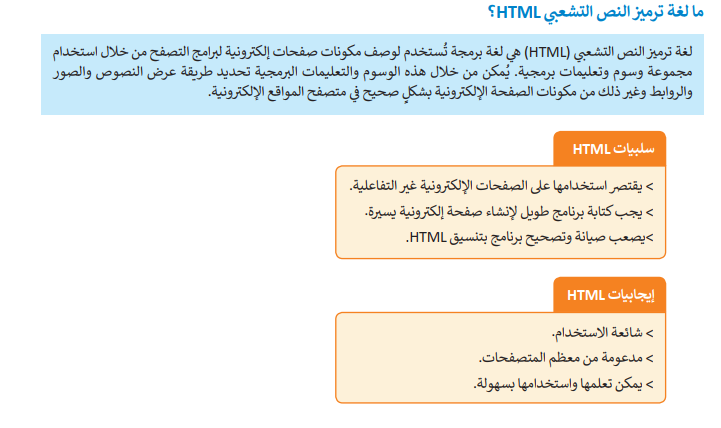 ما لغة ترميز النص التشعبي HTML؟
لغة ترميز النص التشعبي (HTML) هي لغة برمجة تُستخدم لوصف مكونات صفحات إلكترونية لبرامج التصفح من خلال استخدام
مجموعة وسوم وتعليمات برمجية. يُمكن من خلال هذه الوسوم والتعليمات البرمجية تحديد طريقة عرض النصوص والصور
والروابط وغير ذلك من مكونات الصفحة الإلكترونية بشكلٍ صحيح في متصفح المواقع الإلكترونية.
سلبيات HTML
> يقتصر استخدامها على الصفحات الإلكترونية غير التفاعلية.
> يجب كتابة برنامج طويل لإنشاء صفحة إلكترونية يسيرة.
>يصعب صيانة وتصحيح برنامج بتنسيق HTML.
إيجابيات HTML
> شائعة الاستخدام.
> مدعومة من معظم المتصفحات.
> يمكن تعلمها واستخدامها بسهولة.